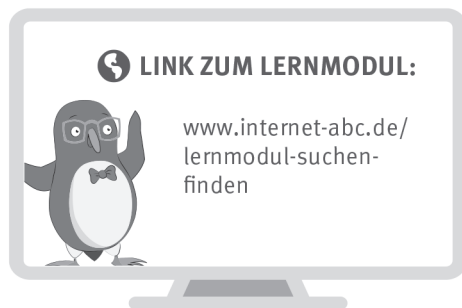 LINK ZUM LERNMODUL:
www.internet-abc.de/
lernmodul-suchen-
finden